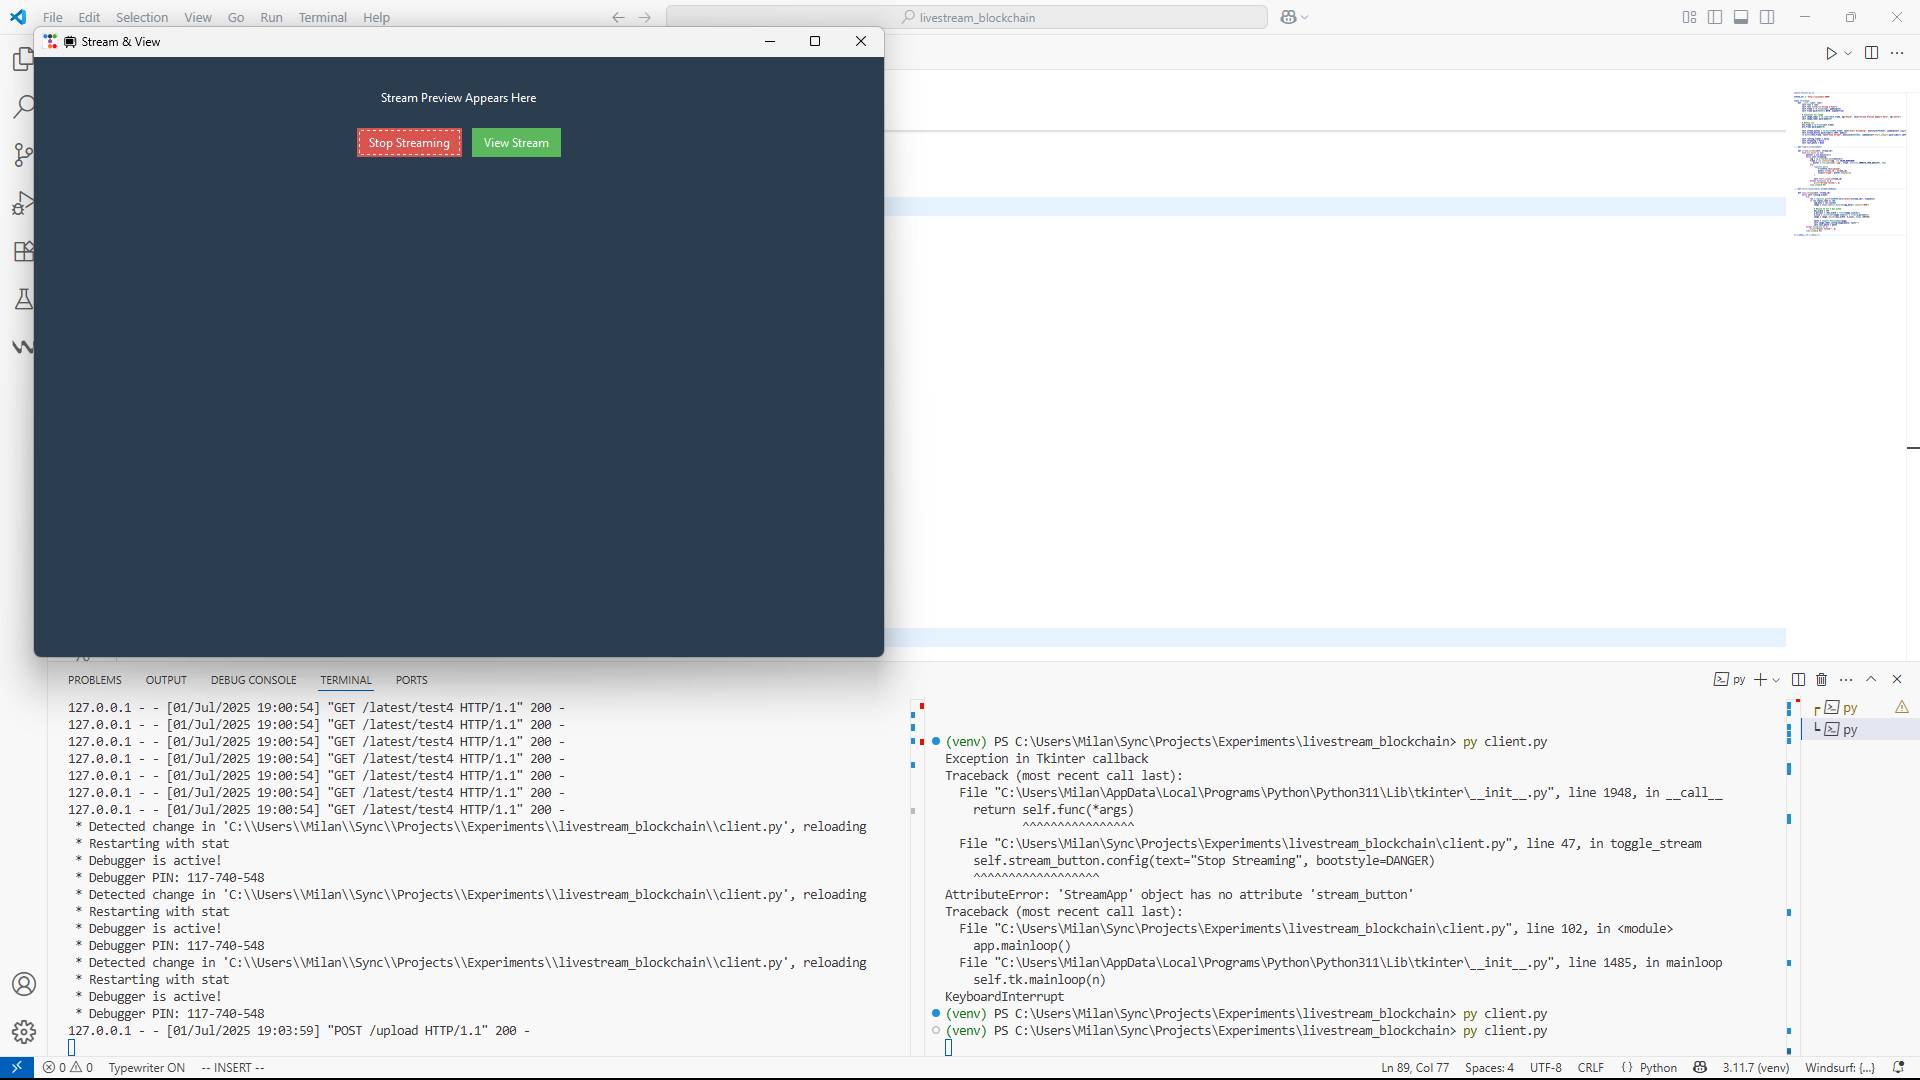 File Edit Selection View Go Run Terminal Help
livestream_blockchain
Stream & View
Stream Preview Appears Here
Stop Streaming
View Stream
PROBLEMS OUTPUT DEBUG CONSOLE TERMINAL PORTS
py
127.0.0.1 - - [01/Jul/2025 19:00:54] "GET /latest/test4 HTTP/1.1" 200 -
127.0.0.1 - - [01/Jul/2025 19:00:54] "GET /latest/test4 HTTP/1.1" 200 -
127.0.0.1 - - [01/Jul/2025 19:00:54] "GET /latest/test4 HTTP/1.1" 200 -
127.0.0.1 - - [01/Jul/2025 19:00:54] "GET /latest/test4 HTTP/1.1" 200 -
127.0.0.1 - - [01/Jul/2025 19:00:54] "GET /latest/test4 HTTP/1.1" 200 -
127.0.0.1 - - [01/Jul/2025 19:00:54] "GET /latest/test4 HTTP/1.1" 200 -
127.0.0.1 - - [01/Jul/2025 19:00:54] "GET /latest/test4 HTTP/1.1" 200 -
* Detected change in 'C:\\Users\\Milan\\Sync\\Projects\\Experiments\\livestream_blockchain\\client.py', reloading
* Restarting with stat
* Debugger is active!
* Debugger PIN: 117-740-548
* Detected change in 'C:\\Users\\Milan\\Sync\\Projects\\Experiments\\livestream_blockchain\\client.py', reloading
* Restarting with stat
* Debugger is active!
* Debugger PIN: 117-740-548
* Detected change in 'C:\\Users\\Milan\\Sync\\Projects\\Experiments\\livestream_blockchain\\client.py', reloading
* Restarting with stat
* Debugger is active!
* Debugger PIN: 117-740-548
127.0.0.1 - - [01/Jul/2025 19:03:59] "POST /upload HTTP/1.1" 200 -
(venv) PS C:\Users\Milan\Sync\Projects\Experiments\livestream_blockchain> py client.py
Exception in Tkinter callback
Traceback (most recent call last):
File "C:\Users\Milan\AppData\Local\Programs\Python\Python311\Lib\tkinter\__init__.py", line 1948, in __call__
return self.func(*args)
^^^^^^^^^^^^^^^^
File "C:\Users\Milan\Sync\Projects\Experiments\livestream_blockchain\client.py", line 47, in toggle_stream
self.stream_button.config(text="Stop Streaming", bootstyle=DANGER)
^^^^^^^^^^^^^^^^^^
AttributeError: 'StreamApp' object has no attribute 'stream_button'
Traceback (most recent call last):
File "C:\Users\Milan\Sync\Projects\Experiments\livestream_blockchain\client.py", line 102, in <module>
app.mainloop()
File "C:\Users\Milan\AppData\Local\Programs\Python\Python311\Lib\tkinter\__init__.py", line 1485, in mainloop
self.tk.mainloop(n)
KeyboardInterrupt
(venv) PS C:\Users\Milan\Sync\Projects\Experiments\livestream_blockchain> py client.py
(venv) PS C:\Users\Milan\Sync\Projects\Experiments\livestream_blockchain> py client.py
py
py
0 0 Typewriter ON -- INSERT -- Ln 89, Col 77 Spaces: 4 UTF-8 CRLF {} Python 3.11.7 (venv) Windsurf: {...}